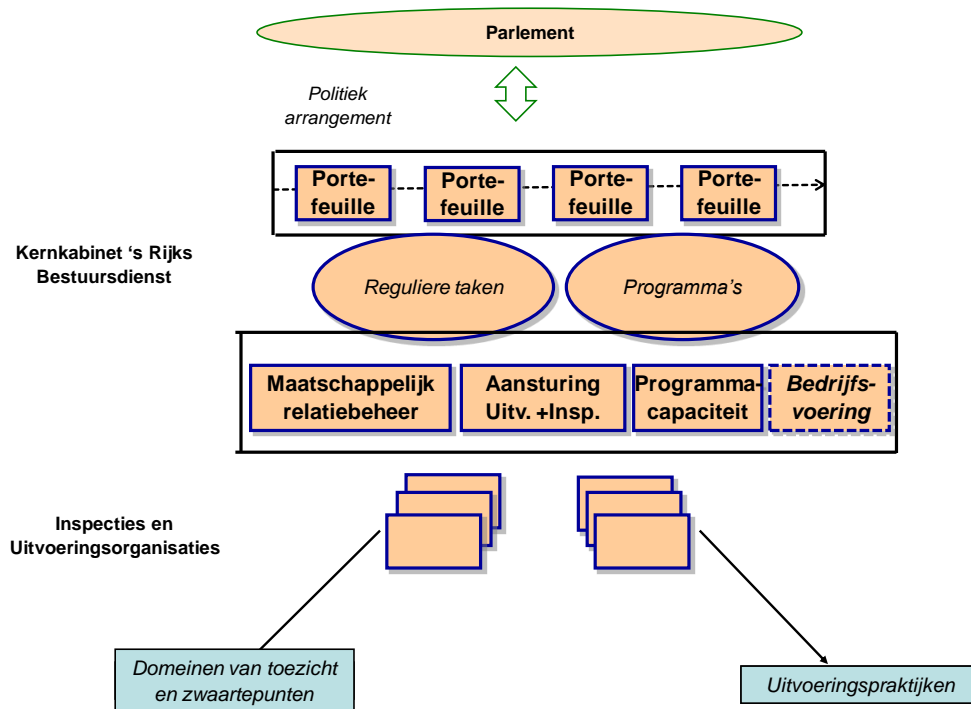 Parlement
Politiek
arrangement
Porte-
feuille
Porte-
feuille
Porte-
feuille
Porte-
feuille
Kernkabinet ‘s Rijks
Bestuursdienst
Reguliere taken
Programma’s
Maatschappelijk
relatiebeheer
Aansturing
Uitv. +Insp.
Programma-
capaciteit
Bedrijfs-
voering
Inspecties en
Uitvoeringsorganisaties
Domeinen van toezicht
en zwaartepunten
Uitvoeringspraktijken